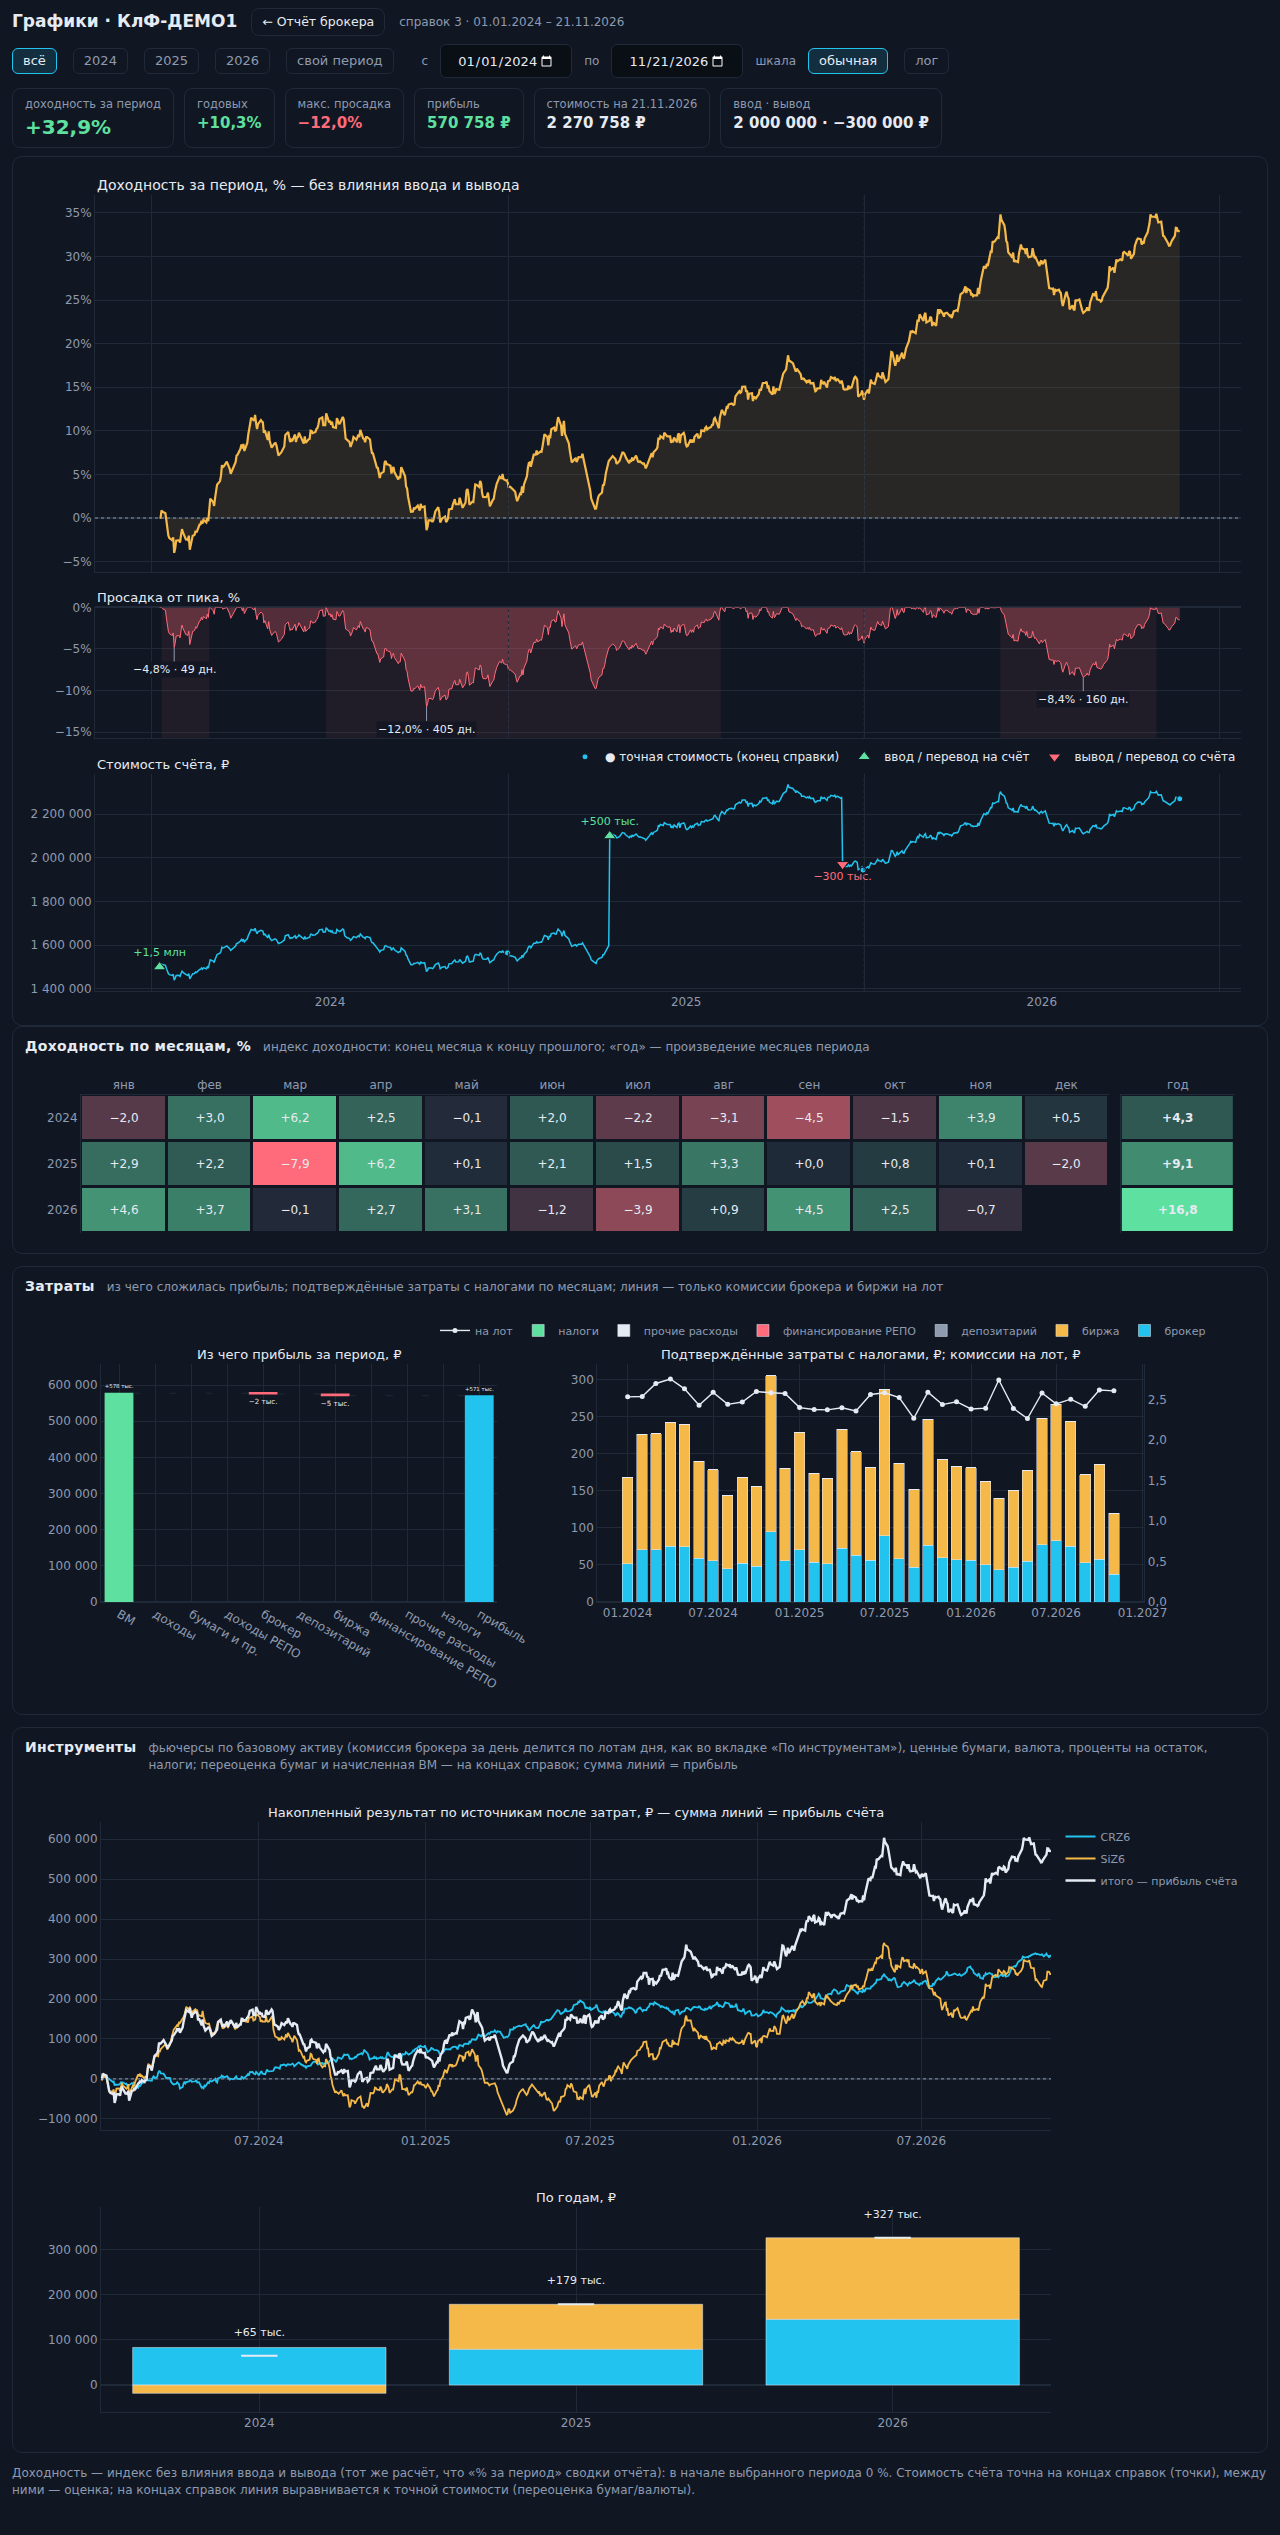 Графики · КлФ-ДЕМО1 ← Отчёт брокера справок 3 · 01.01.2024 – 21.11.2026
всё 2024 2025 2026 свой период с 01/01/2024 по 11/21/2026 шкала обычная лог
доходность за период годовых макс. просадка прибыль стоимость на 21.11.2026 ввод · вывод
+32,9% +10,3% −12,0% 570 758 ₽ 2 270 758 ₽ 2 000 000 · −300 000 ₽
Доходность за период, % — без влияния ввода и вывода
35%
30%
25%
20%
15%
10%
5%
0%
−5%
Просадка от пика, %
0%
−5%
−10%
−15%
−4,8% · 49 дн.
−12,0% · 405 дн.
−8,4% · 160 дн.
● точная стоимость (конец справки) ввод / перевод на счёт вывод / перевод со счёта
Стоимость счёта, ₽
2 200 000
2 000 000
1 800 000
1 600 000
1 400 000
+1,5 млн
+500 тыс.
−300 тыс.
2024 2025 2026
Доходность по месяцам, % индекс доходности: конец месяца к концу прошлого; «год» — произведение месяцев периода
янв фев мар апр май июн июл авг сен окт ноя дек год
2024 −2,0 +3,0 +6,2 +2,5 −0,1 +2,0 −2,2 −3,1 −4,5 −1,5 +3,9 +0,5 +4,3
2025 +2,9 +2,2 −7,9 +6,2 +0,1 +2,1 +1,5 +3,3 +0,0 +0,8 +0,1 −2,0 +9,1
2026 +4,6 +3,7 −0,1 +2,7 +3,1 −1,2 −3,9 +0,9 +4,5 +2,5 −0,7 +16,8
Затраты из чего сложилась прибыль; подтверждённые затраты с налогами по месяцам; линия — только комиссии брокера и биржи на лот
на лот налоги прочие расходы финансирование РЕПО депозитарий биржа брокер
Из чего прибыль за период, ₽
600 000
500 000
400 000
300 000
200 000
100 000
0
+578 тыс.
−2 тыс.
−5 тыс.
+571 тыс.
ВМ
доходы
бумаги и пр.
доходы РЕПО
брокер
депозитарий
биржа
финансирование РЕПО
прочие расходы
налоги
прибыль
Подтверждённые затраты с налогами, ₽; комиссии на лот, ₽
300
250
200
150
100
50
0
2,5
2,0
1,5
1,0
0,5
0,0
01.2024 07.2024 01.2025 07.2025 01.2026 07.2026 01.2027
Инструменты фьючерсы по базовому активу (комиссия брокера за день делится по лотам дня, как во вкладке «По инструментам»), ценные бумаги, валюта, проценты на остаток,
налоги; переоценка бумаг и начисленная ВМ — на концах справок; сумма линий = прибыль
Накопленный результат по источникам после затрат, ₽ — сумма линий = прибыль счёта
600 000
500 000
400 000
300 000
200 000
100 000
0
−100 000
CRZ6
SiZ6
итого — прибыль счёта
07.2024 01.2025 07.2025 01.2026 07.2026
По годам, ₽
300 000
200 000
100 000
0
+65 тыс.
+179 тыс.
+327 тыс.
2024 2025 2026
Доходность — индекс без влияния ввода и вывода (тот же расчёт, что «% за период» сводки отчёта): в начале выбранного периода 0 %. Стоимость счёта точна на концах справок (точки), между
ними — оценка; на концах справок линия выравнивается к точной стоимости (переоценка бумаг/валюты).